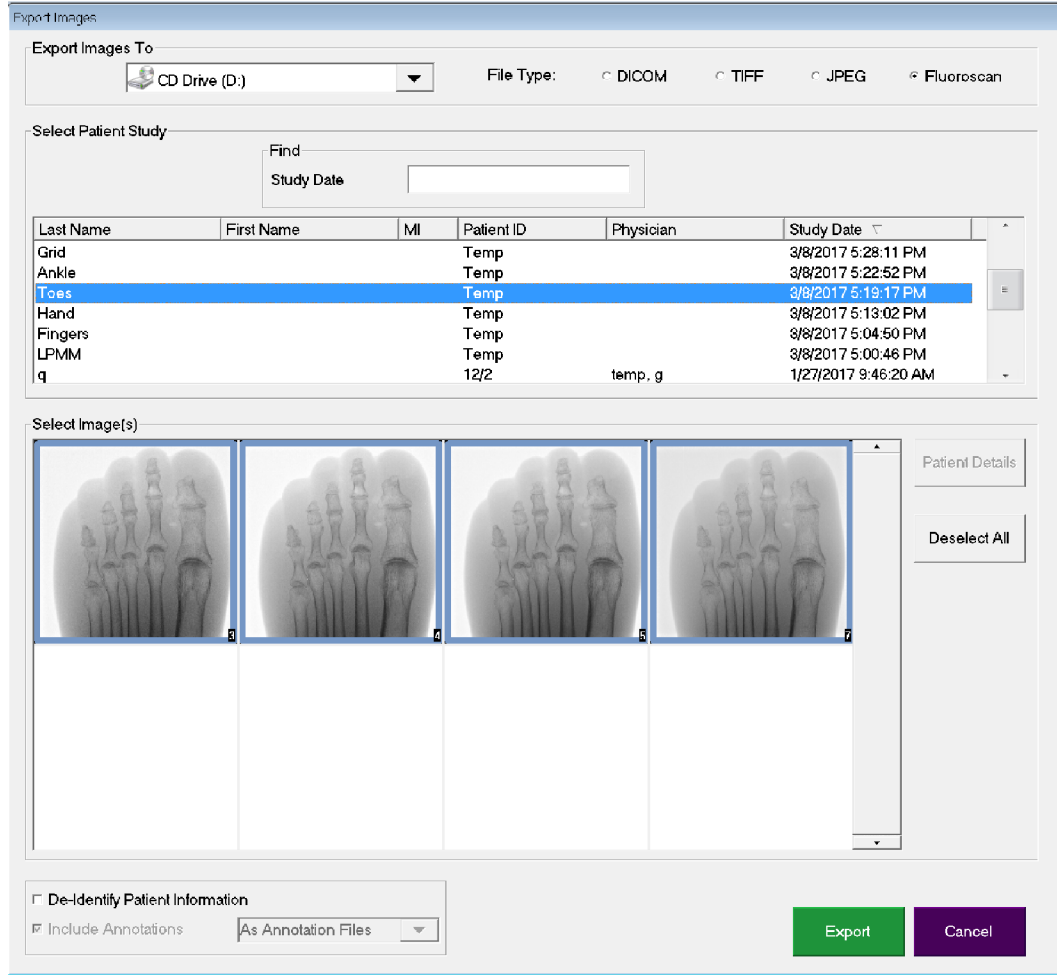 Export Images
Export Images To
CD Drive (D:) File Type: DICOM TIFF JPEG Fluoroscan
Select Patient Study
Find
Study Date
Last Name First Name MI Patient ID Physician Study Date
Grid Temp 3/8/2017 5:28:11 PM
Ankle Temp 3/8/2017 5:22:52 PM
Toes Temp 3/8/2017 5:19:17 PM
Hand Temp 3/8/2017 5:13:02 PM
Fingers Temp 3/8/2017 5:04:50 PM
LPMM Temp 3/8/2017 5:00:46 PM
q 12/2 temp, g 1/27/2017 9:46:20 AM
Select Image(s)
Patient Details
Deselect All
3 4 5 7
De-Identify Patient Information
Include Annotations As Annotation Files
Export Cancel